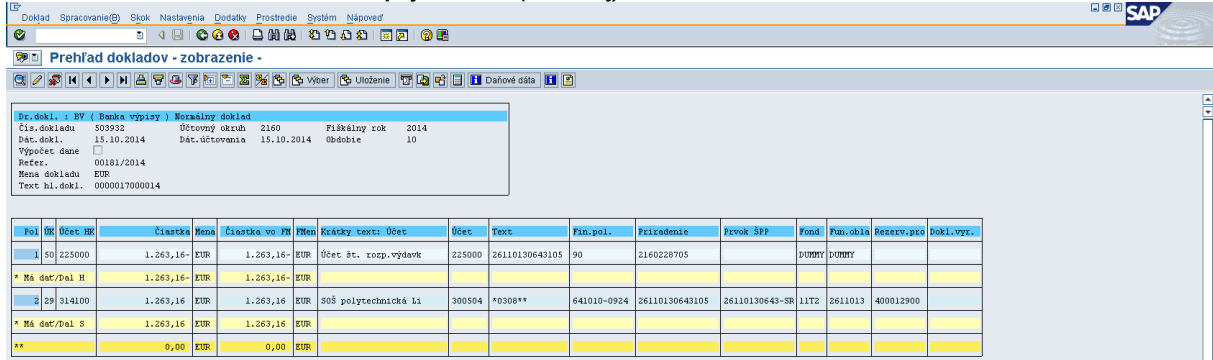 Doklad Spracovanie(B) Skok Nastavenia Dodatky Prostredie Systém Nápoveď
SAP
Prehľad dokladov - zobrazenie -
Výber Uloženie Daňové dáta
Dr.dokl. : BV ( Banka výpisy ) Normálny doklad
Čís.dokladu 503932 Účtovný okruh 2160 Fiškálny rok 2014
Dát.dokl. 15.10.2014 Dát.účtovania 15.10.2014 Obdobie 10
Výpočet dane
Refer. 00181/2014
Mena dokladu EUR
Text hl.dokl. 0000017000014
Pol ÚK Účet HK Čiastka Mena Čiastka vo FM FMen Krátky text: Účet Účet Text Fin.pol. Priradenie Prvok ŠPP Fond Fun.obla Rezerv.pro Dokl.vyr.
1 50 225000 1.263,16- EUR 1.263,16- EUR Účet št. rozp.výdavk 225000 26110130643105 90 2160228705 DUMMY DUMMY
* Má dať/Dal H 1.263,16- EUR 1.263,16- EUR
2 29 314100 1.263,16 EUR 1.263,16 EUR SOŠ polytechnická Li 300504 *0308** 641010-0924 26110130643105 26110130643-SR 11T2 2611013 400012900
* Má dať/Dal S 1.263,16 EUR 1.263,16 EUR
** 0,00 EUR 0,00 EUR